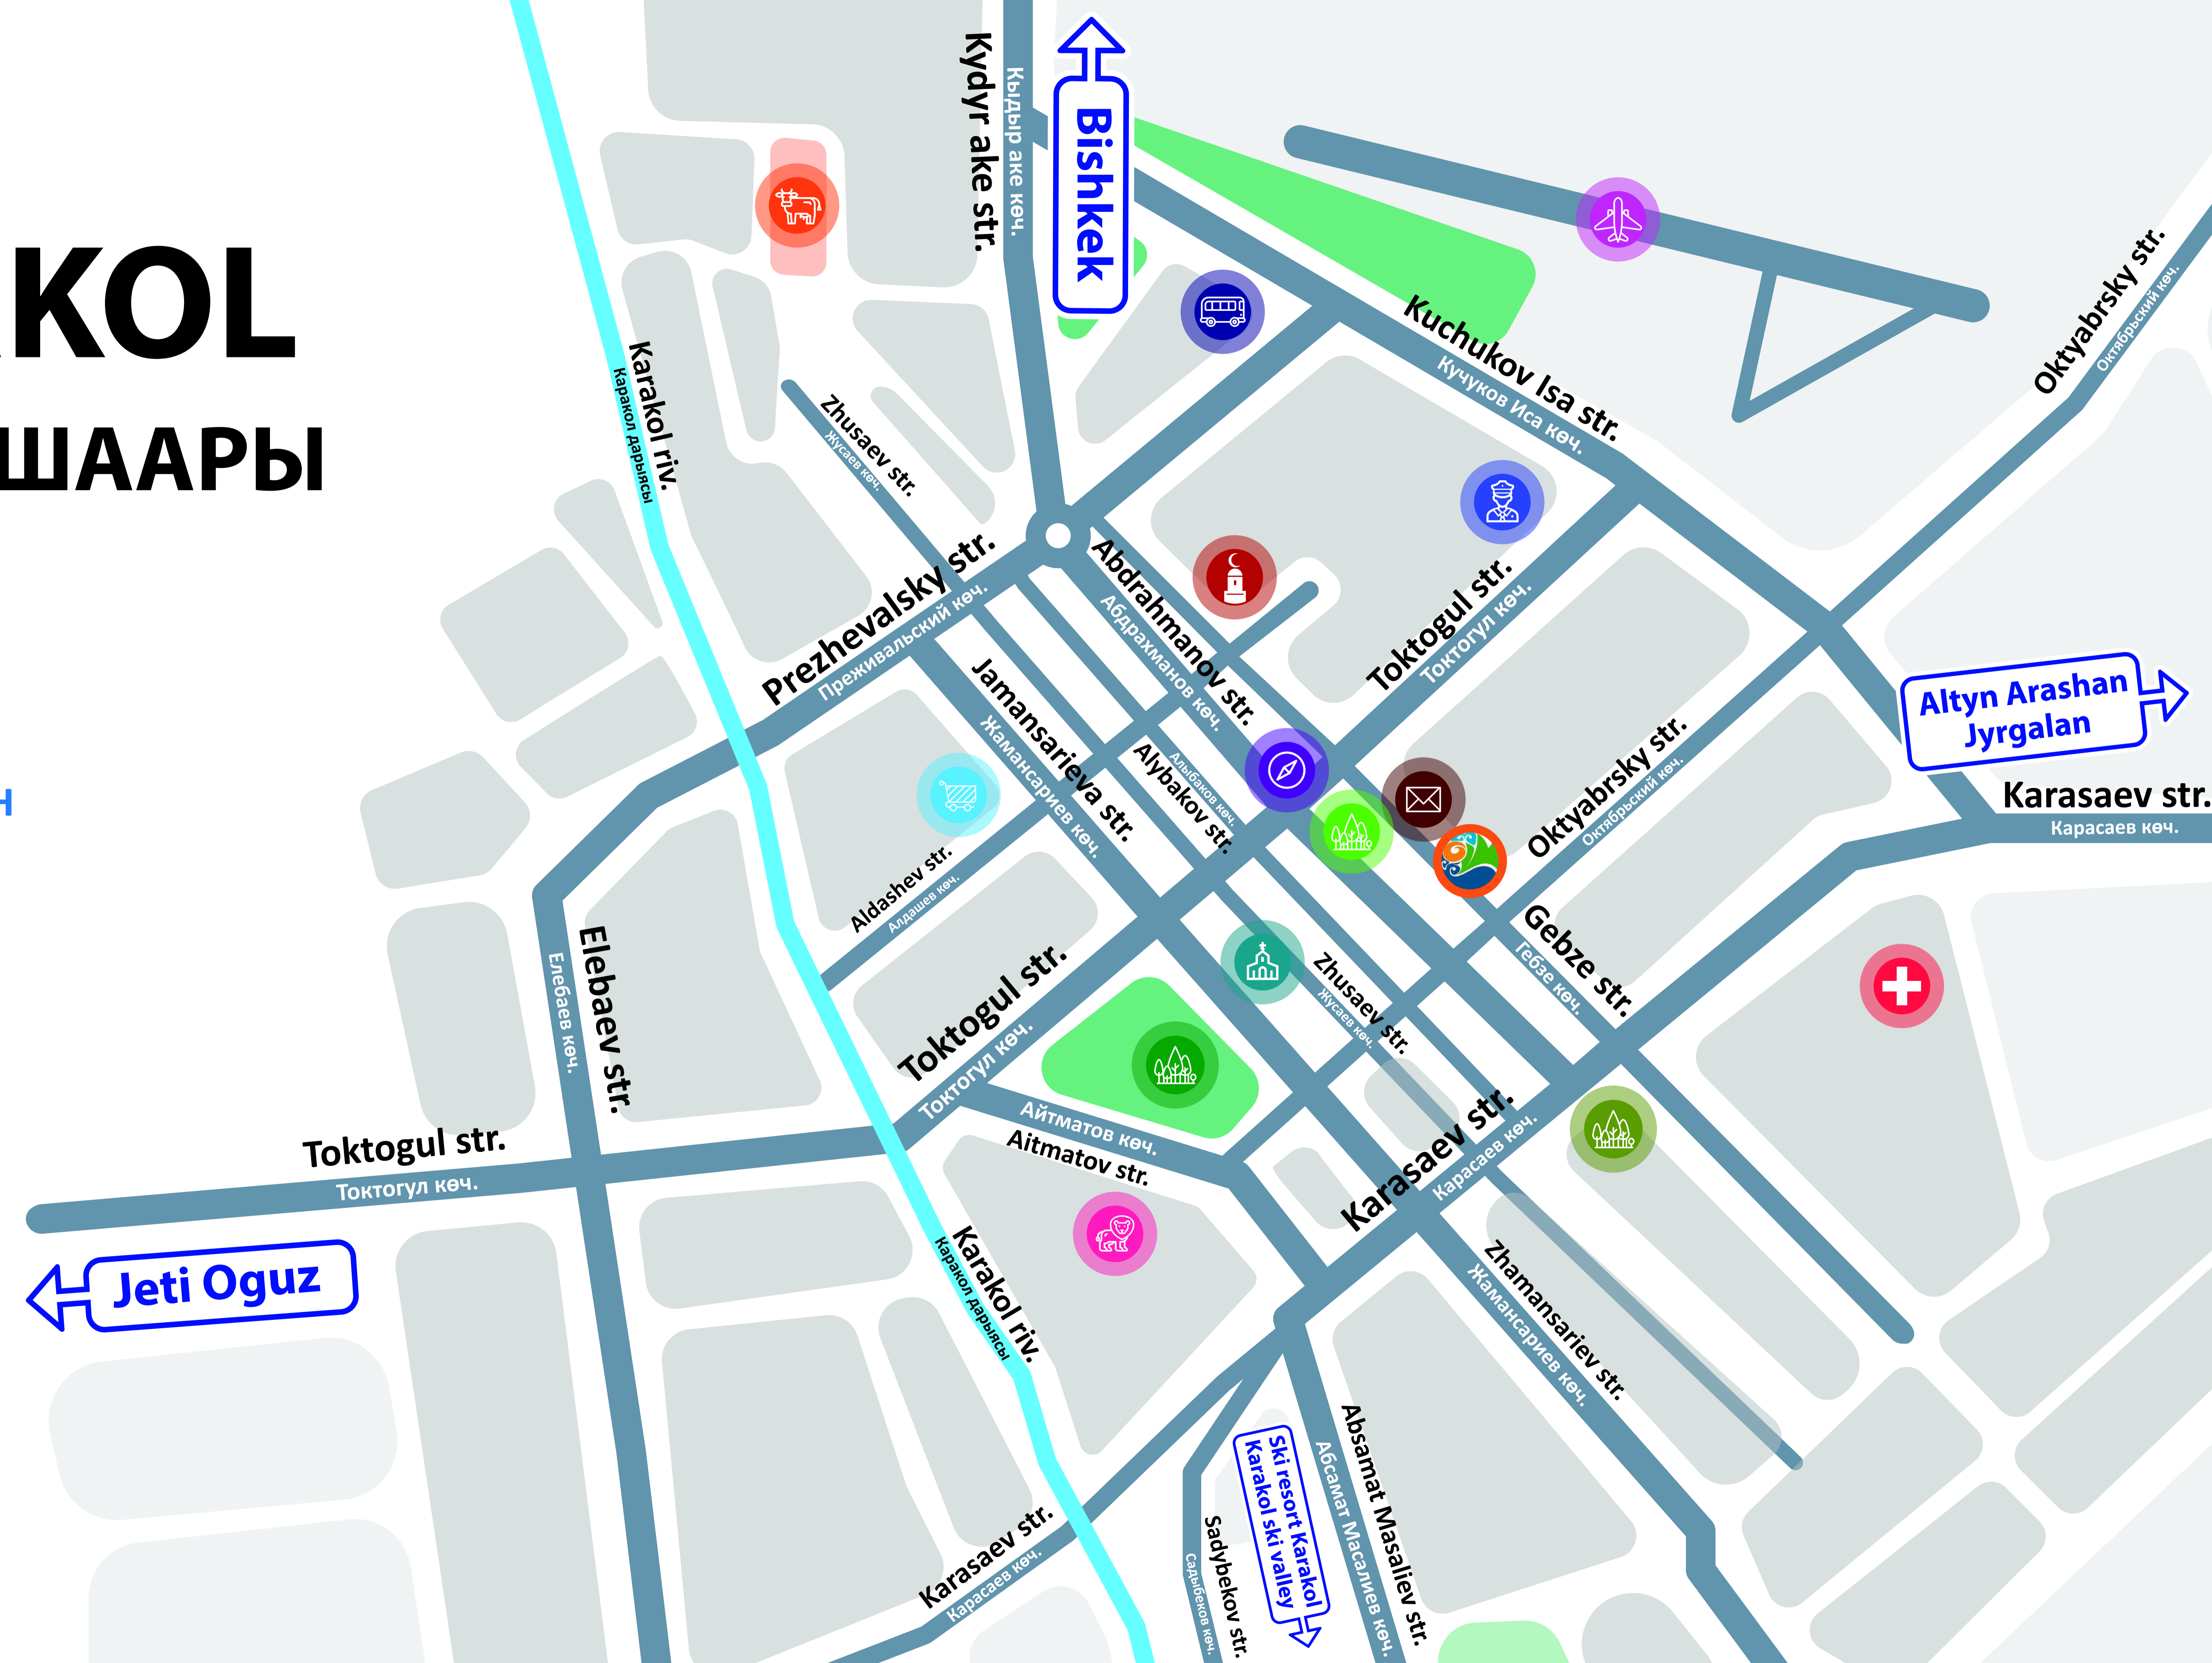 KOL
ШААРЫ
н
Kydyr ake str.
Кыдыр аке көч.
Bishkek
Kuchukov Isa str.
Кучуков Иса көч.
Oktyabrsky str.
Октябрьский көч.
Karakol riv.
Каракол дарыясы
Zhusaev str.
Жусаев көч.
Prezhevalsky str.
Преживальский көч.
Abdrahmanov str.
Абдрахманов көч.
Toktogul str.
Токтогул көч.
Jamansarieva str.
Жамансариев көч.
Alybakov str.
Алыбаков көч.
Oktyabrsky str.
Октябрьский көч.
Altyn Arashan
Jyrgalan
Karasaev str.
Карасаев көч.
Aldashev str.
Алдашев көч.
Gebze str.
Гебзе көч.
Elebaev str.
Елебаев көч.
Toktogul str.
Токтогул көч.
Zhusaev str.
Жусаев көч.
Айтматов көч.
Aitmatov str.
Toktogul str.
Токтогул көч.
Karasaev str.
Карасаев көч.
Jeti Oguz
Karakol riv.
Каракол дарыясы
Zhamansariev str.
Жамансариев көч.
Karasaev str.
Карасаев көч.
Sadybekov str.
Садыбеков көч.
Ski resort Karakol
Karakol ski valley
Absamat Masaliev str.
Абсамат Масалиев көч.